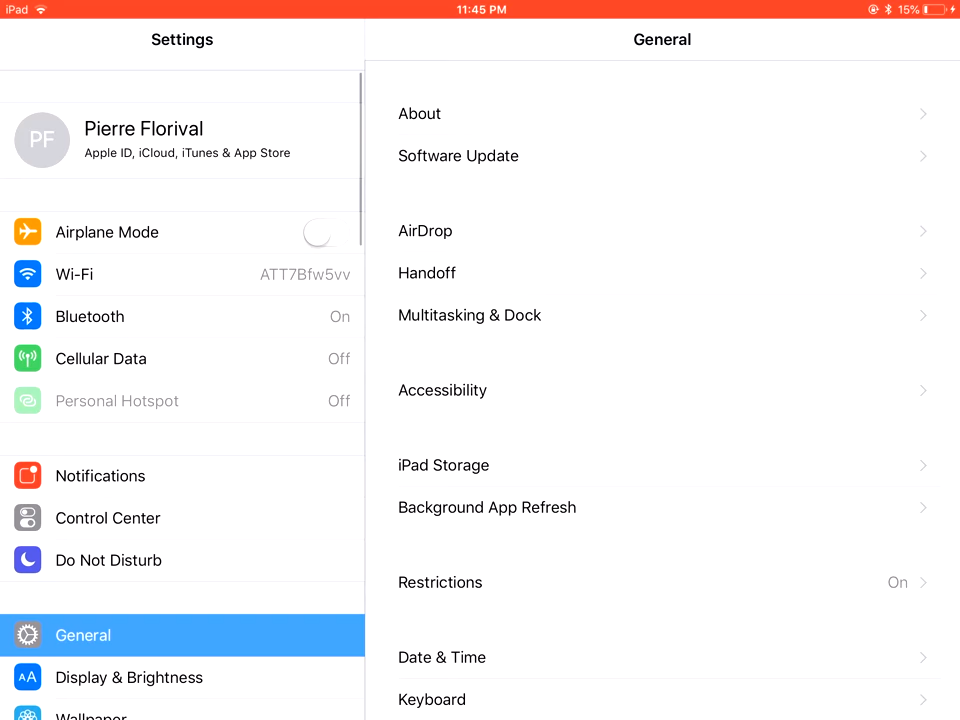 iPad 11:45 PM 15%
Settings
General
PF
Pierre Florival
Apple ID, iCloud, iTunes & App Store
Airplane Mode
Wi-Fi ATT7Bfw5vv
Bluetooth On
Cellular Data Off
Personal Hotspot Off
Notifications
Control Center
Do Not Disturb
General
AA Display & Brightness
Wallpaper
About
Software Update
AirDrop
Handoff
Multitasking & Dock
Accessibility
iPad Storage
Background App Refresh
Restrictions On
Date & Time
Keyboard